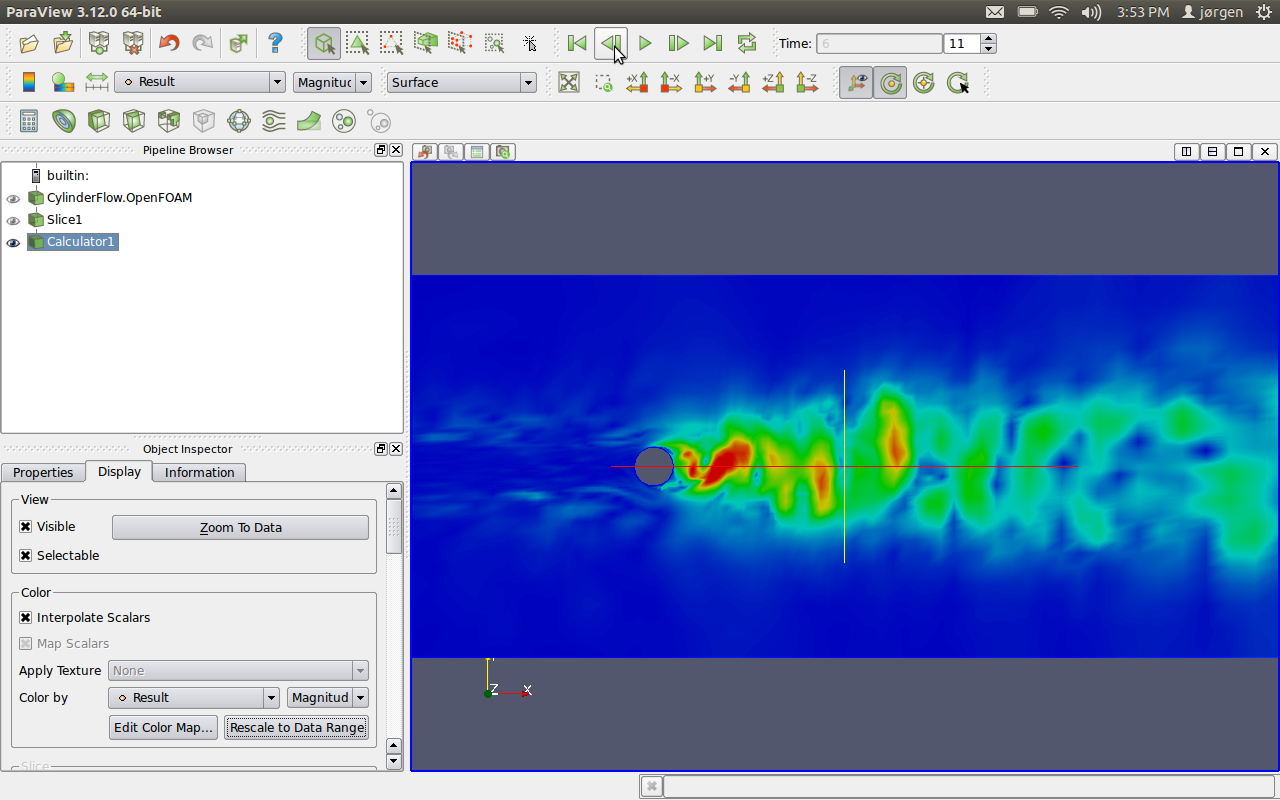 ParaView 3.12.0 64-bit
3:53 PM
jørgen
?
Time:
6
11
Result
Magnituc
Surface
+X
-X
+Y
-Y
+Z
-Z
Pipeline Browser
builtin:
CylinderFlow.OpenFOAM
Slice1
Calculator1
Object Inspector
Properties
Display
Information
View
Visible
Zoom To Data
Selectable
Color
Interpolate Scalars
Map Scalars
Apply Texture
None
Color by
Result
Magnitud
Edit Color Map...
Rescale to Data Range
Slice
Z
X